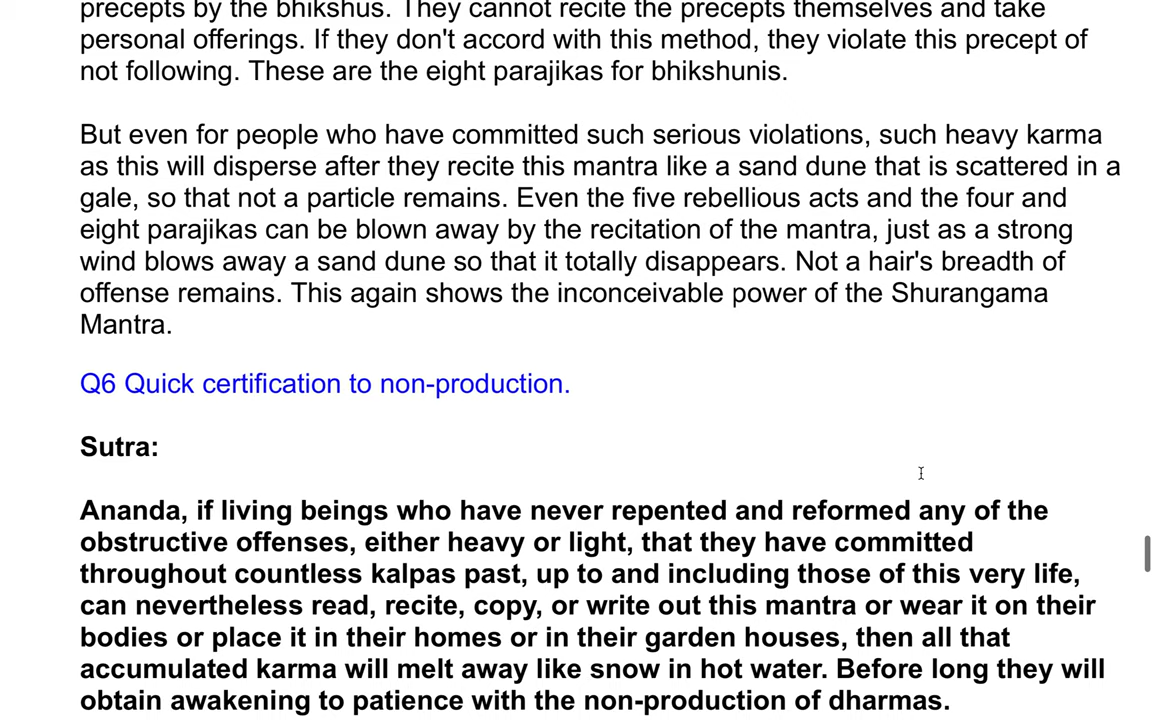 precepts by the bhikshus. They cannot recite the precepts themselves and take
personal offerings. If they don't accord with this method, they violate this precept of
not following. These are the eight parajikas for bhikshunis.
But even for people who have committed such serious violations, such heavy karma
as this will disperse after they recite this mantra like a sand dune that is scattered in a
gale, so that not a particle remains. Even the five rebellious acts and the four and
eight parajikas can be blown away by the recitation of the mantra, just as a strong
wind blows away a sand dune so that it totally disappears. Not a hair's breadth of
offense remains. This again shows the inconceivable power of the Shurangama
Mantra.
Q6 Quick certification to non-production.
Sutra:
Ananda, if living beings who have never repented and reformed any of the
obstructive offenses, either heavy or light, that they have committed
throughout countless kalpas past, up to and including those of this very life,
can nevertheless read, recite, copy, or write out this mantra or wear it on their
bodies or place it in their homes or in their garden houses, then all that
accumulated karma will melt away like snow in hot water. Before long they will
obtain awakening to patience with the non-production of dharmas.